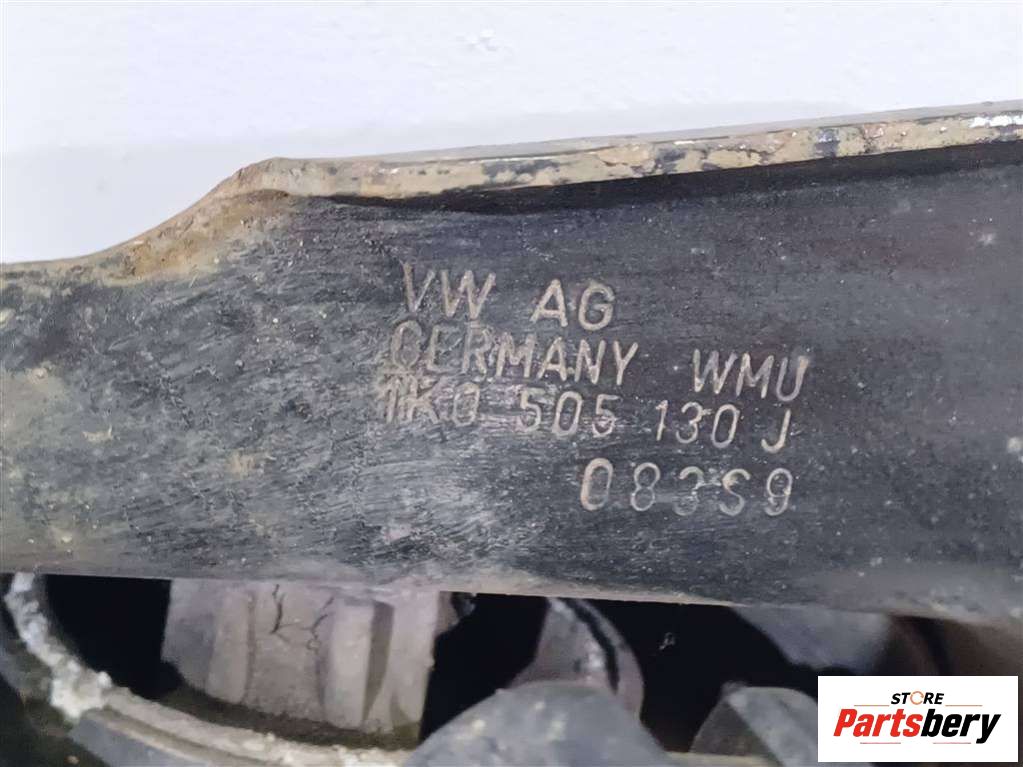 VW AG
GERMANY WMU
1K0 505 130 J
083S9
STORE
Partsbery